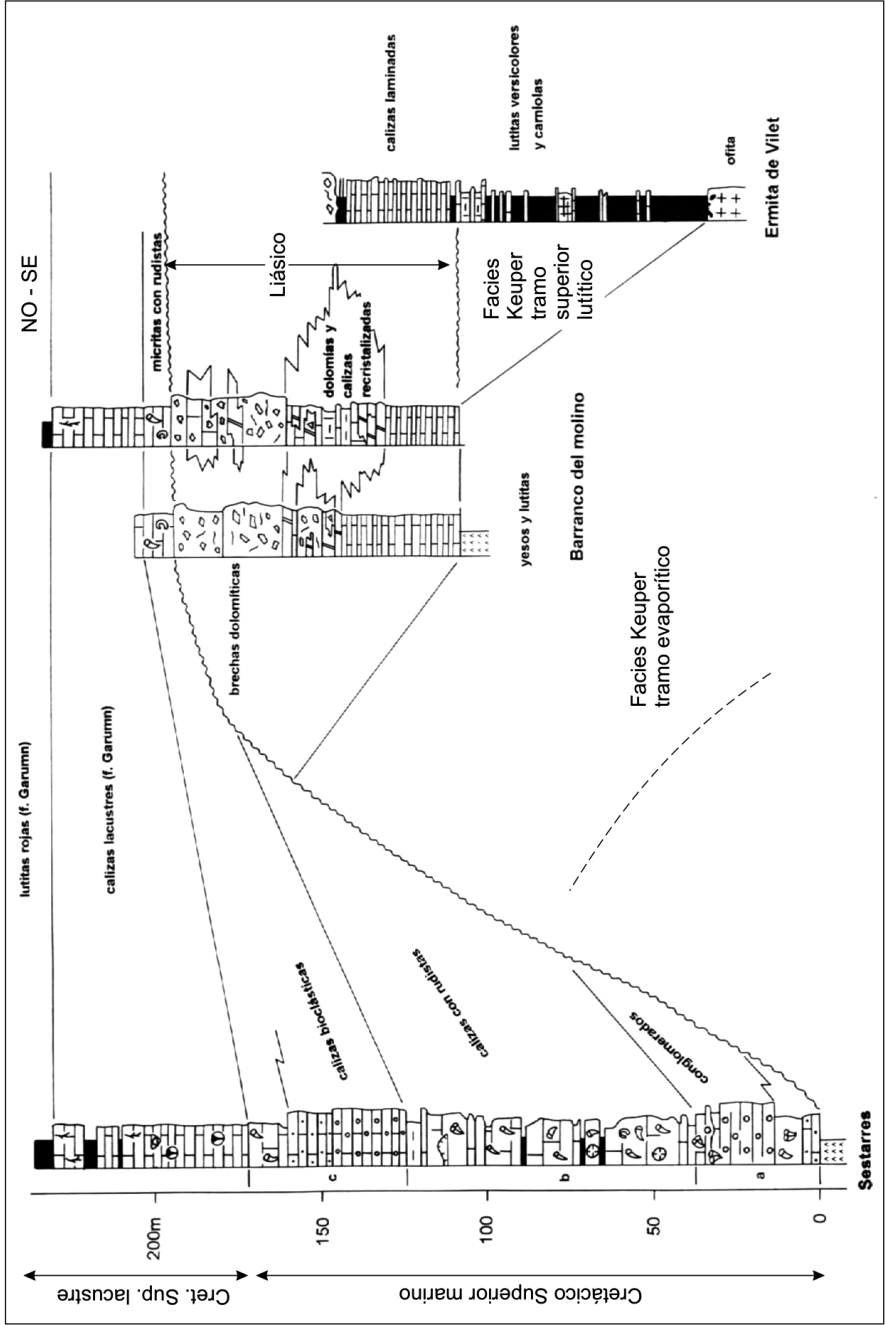 NO - SE
lutitas rojas (f. Garumn)
calizas lacustres (f. Garumn)
micritas con rudistas
brechas dolomíticas
Liásico
dolomías y
calizas
recristalizadas
calizas laminadas
lutitas versicolores
y carniolas
ofita
Ermita de Vilet
Facies
Keuper
tramo
superior
lutítico
yesos y lutitas
Barranco del molino
Facies Keuper
tramo evaporítico
calizas bioclásticas
calizas con rudistas
conglomerados
c
b
a
Sestarres
200m
150
100
50
0
Cret. Sup. lacustre
Cretácico Superior marino